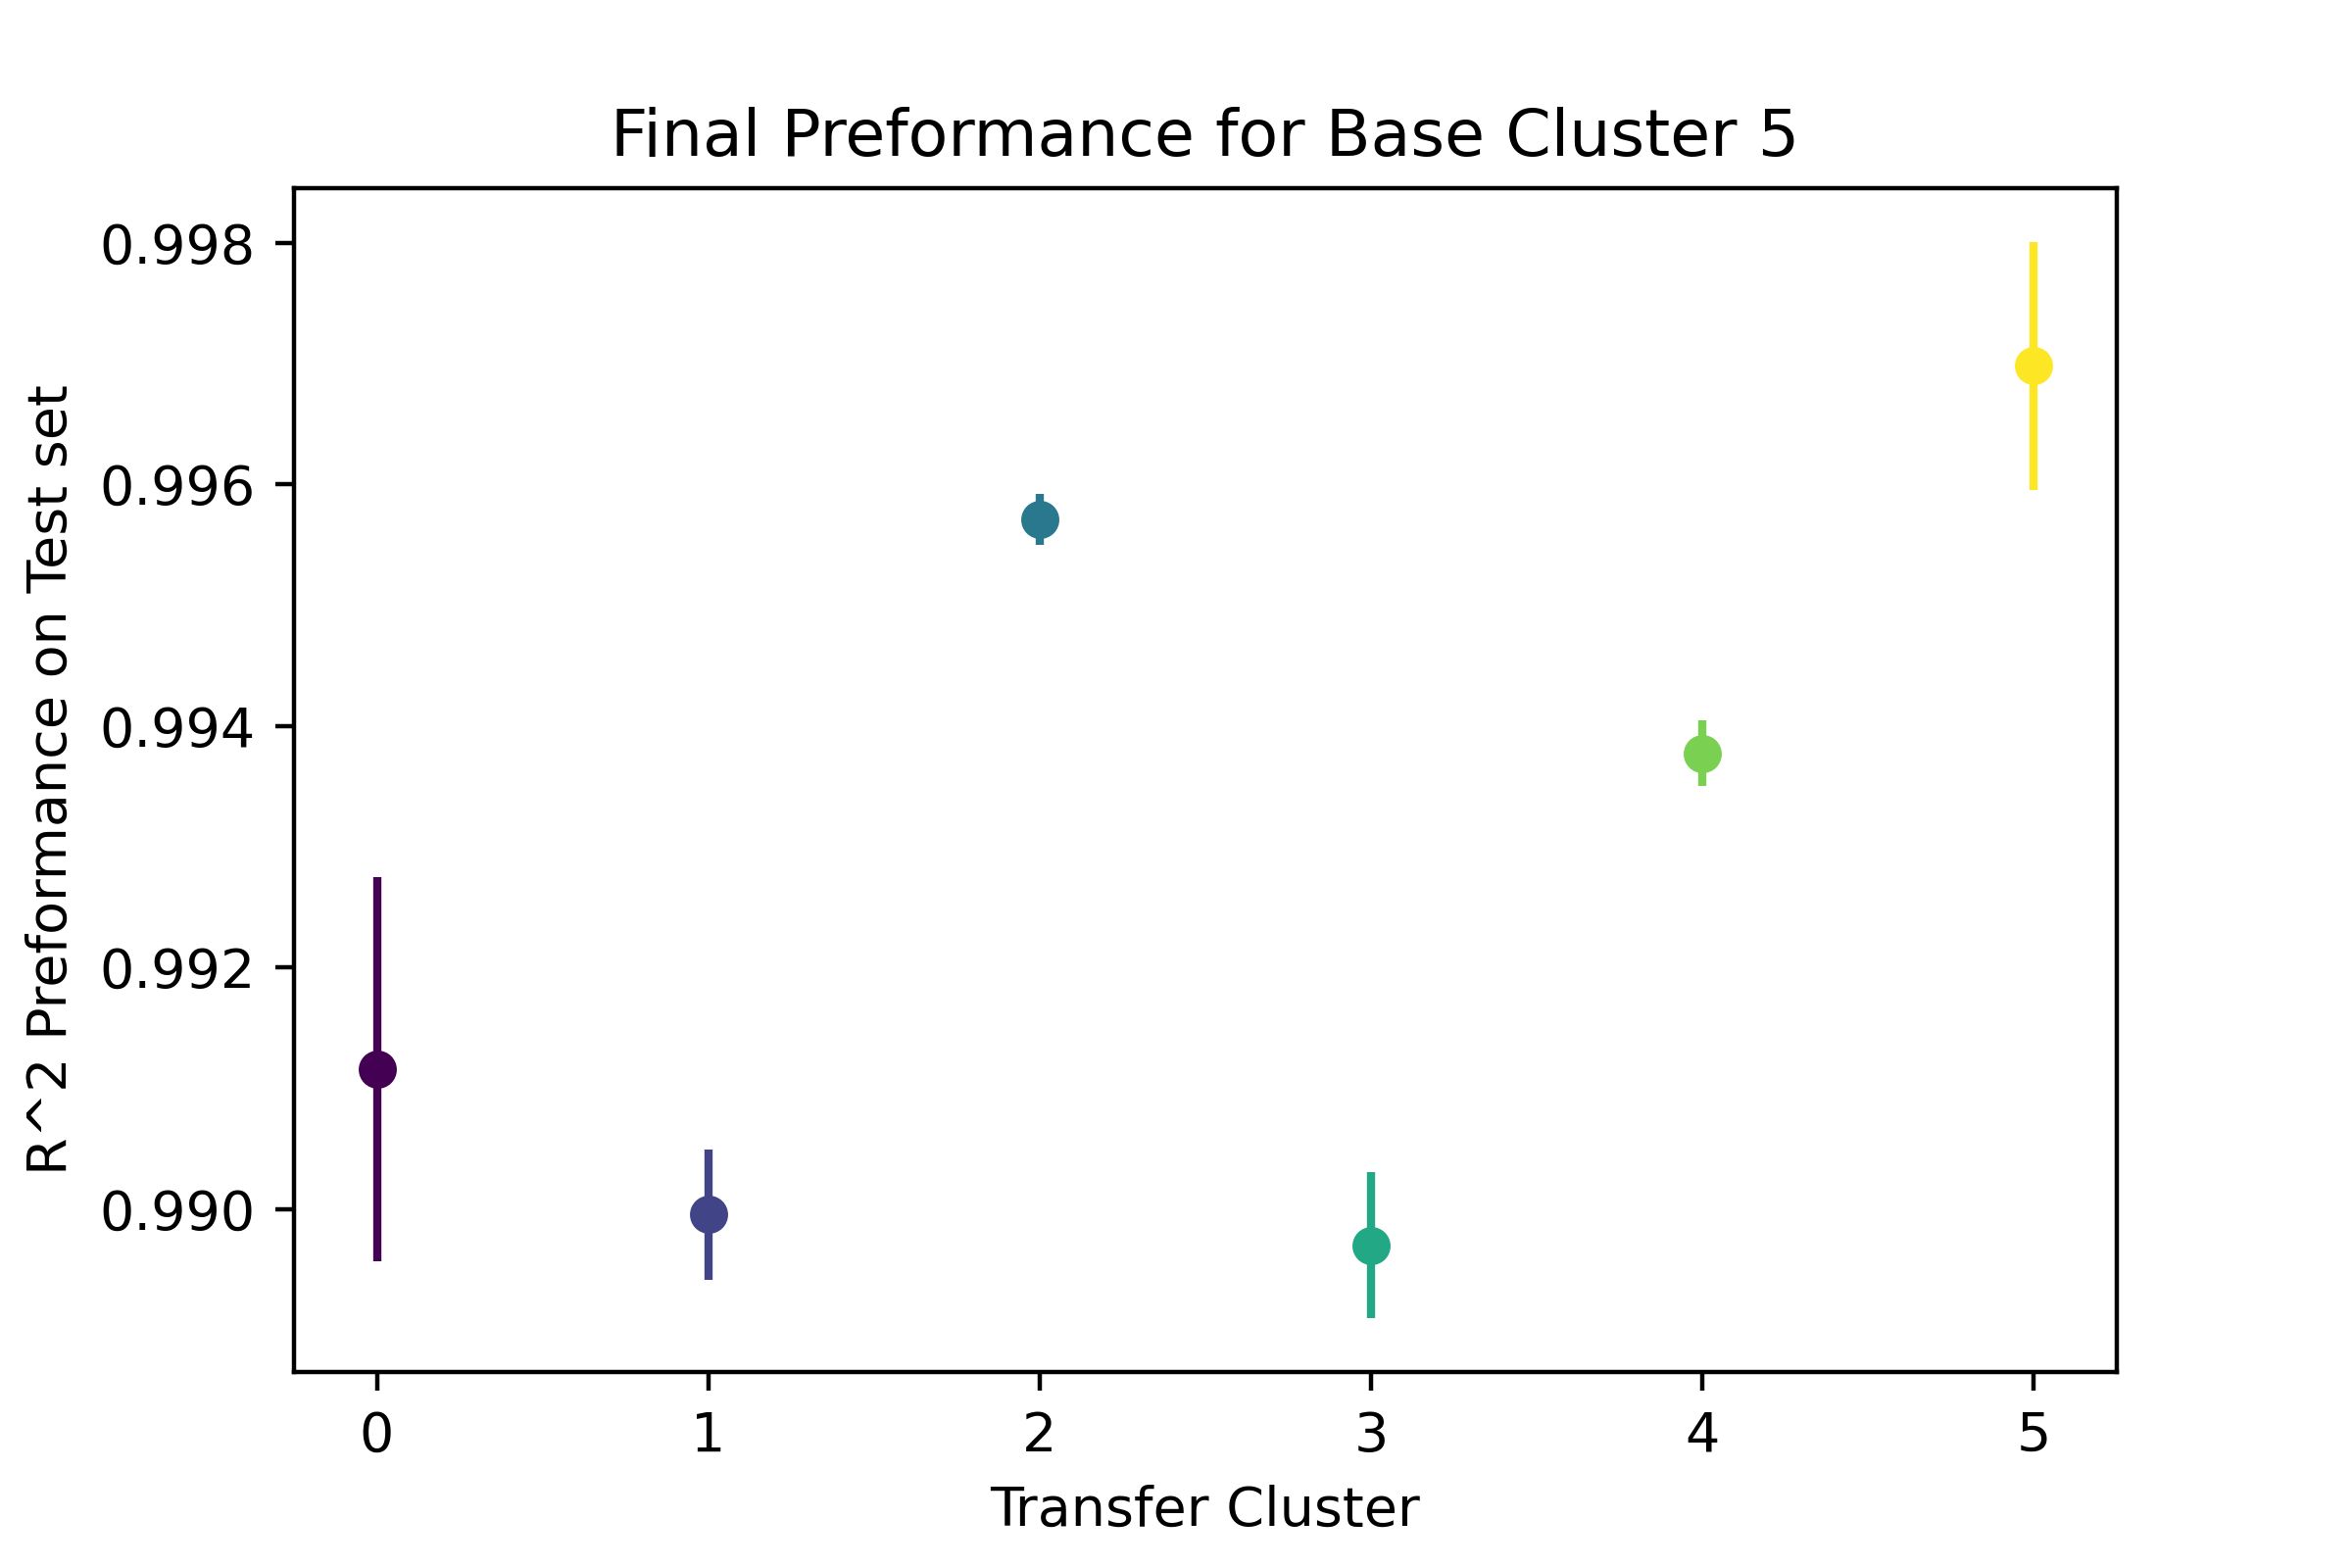 Final Preformance for Base Cluster 5
R^2 Preformance on Test set
0.998
0.996
0.994
0.992
0.990
0 1 2 3 4 5
Transfer Cluster